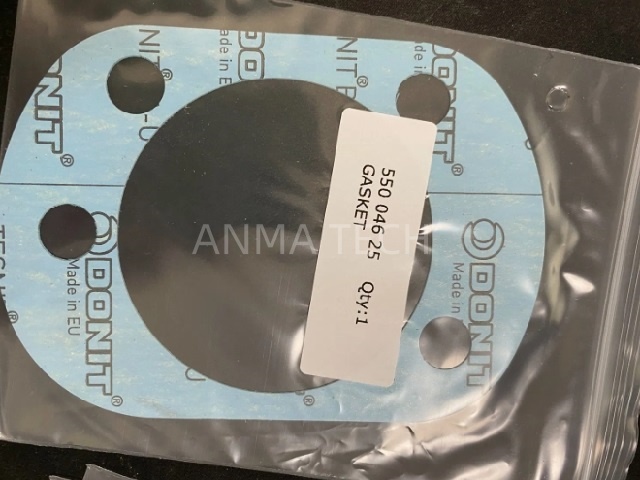 DONIT®
Made in EU
550 046 25 Qty:1
GASKET
ANMA TECH
DONIT®
Made in EU
DONIT
Made in